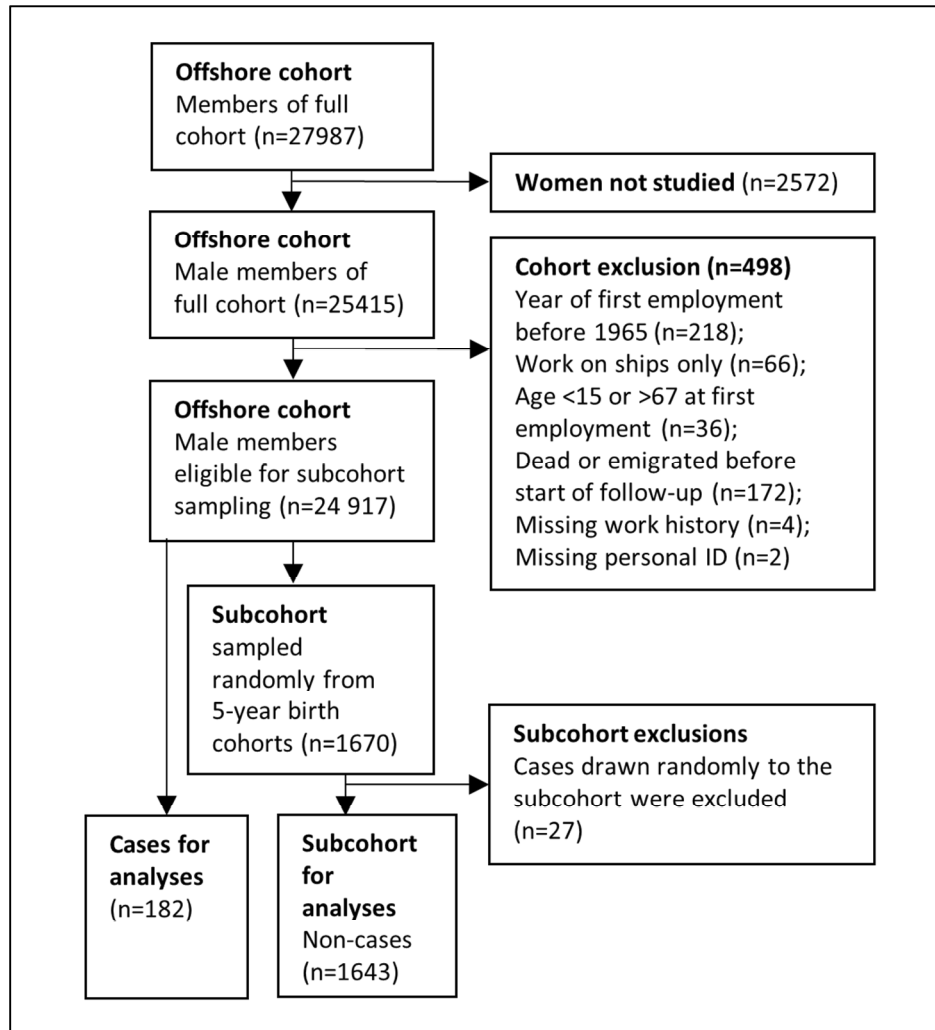 Offshore cohort
Members of full
cohort (n=27987)
Women not studied (n=2572)
Offshore cohort
Male members of
full cohort (n=25415)
Cohort exclusion (n=498)
Year of first employment
before 1965 (n=218);
Work on ships only (n=66);
Age <15 or >67 at first
employment (n=36);
Dead or emigrated before
start of follow-up (n=172);
Missing work history (n=4);
Missing personal ID (n=2)
Offshore cohort
Male members
eligible for subcohort
sampling (n=24 917)
Subcohort
sampled
randomly from
5-year birth
cohorts (n=1670)
Subcohort exclusions
Cases drawn randomly to the
subcohort were excluded
(n=27)
Cases for
analyses
(n=182)
Subcohort
for
analyses
Non-cases
(n=1643)